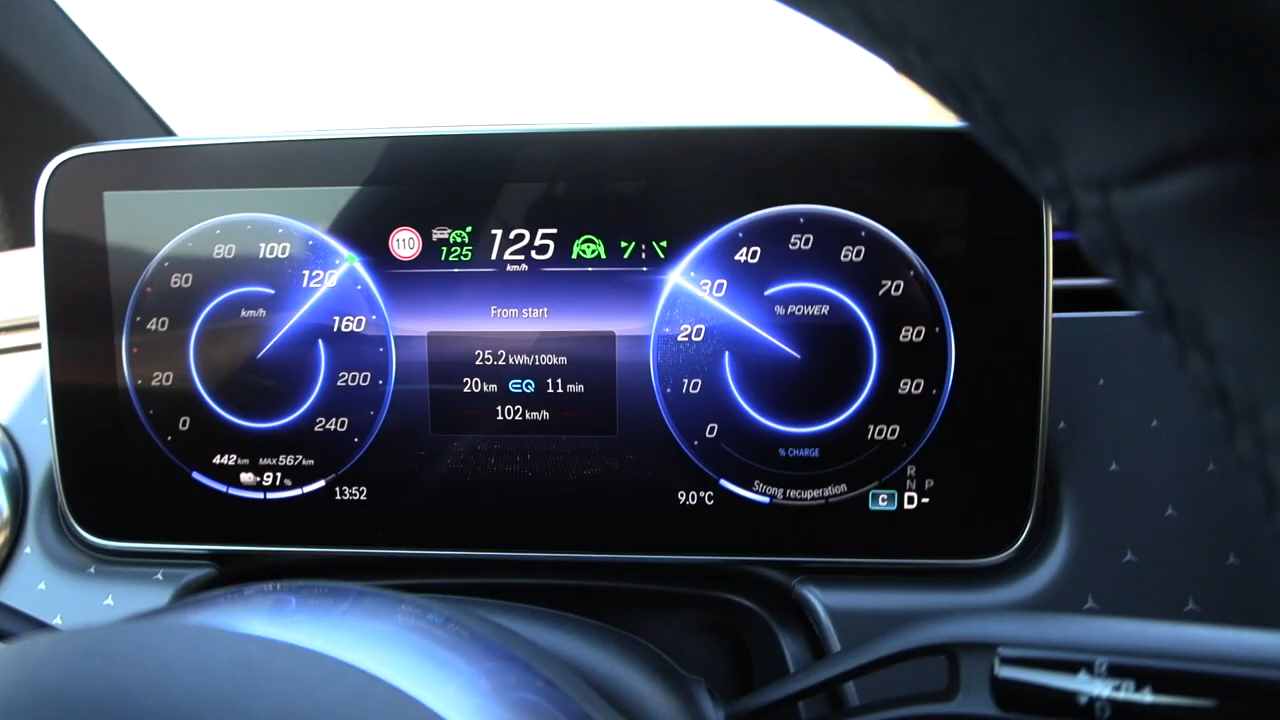 110
125
125
km/h
80 100
60 120
km/h
40 160
20 200
0 240
442 km MAX 567 km
91 %
13:52
From start
25.2 kWh/100km
20 km EQ 11 min
102 km/h
50
40 60
30 70
% POWER
20 80
10 90
0 100
% CHARGE
Strong recuperation
9.0 °C
R
N P
C D-